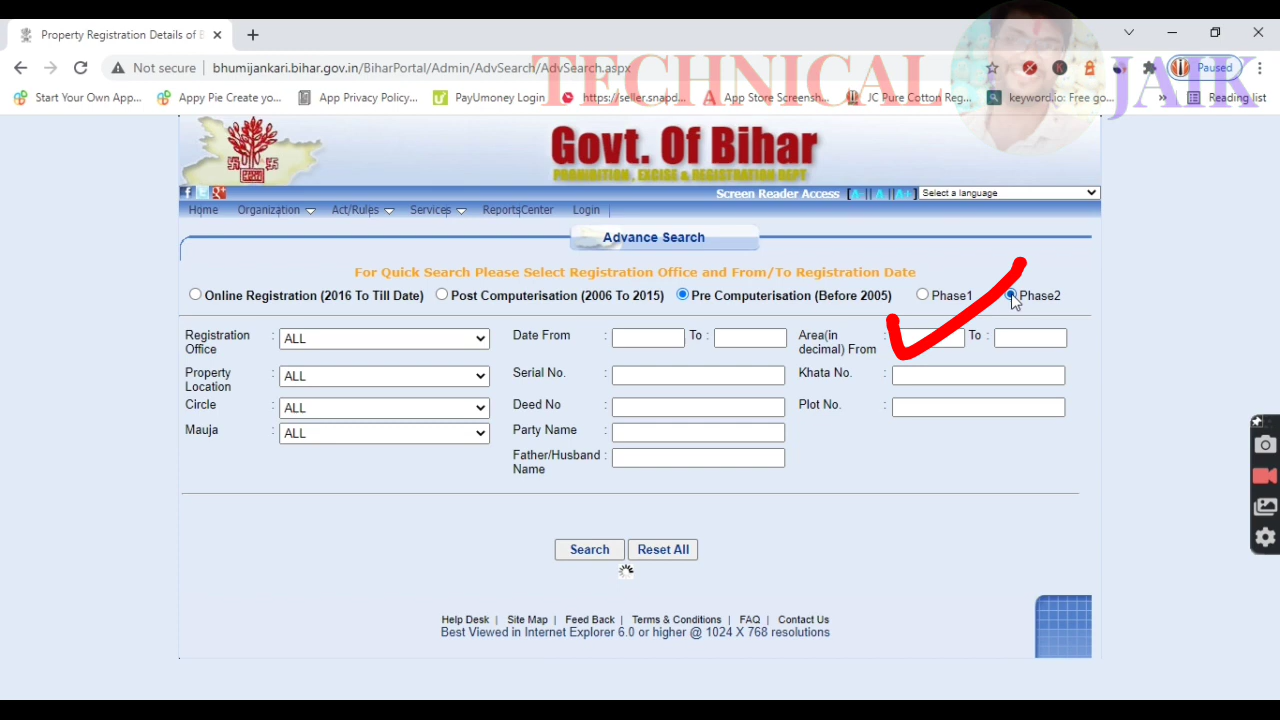 Property Registration Details of B
Not secure
bhumijankari.bihar.gov.in/BiharPortal/Admin/AdvSearch/AdvSearch.aspx
Paused
TECHNICAL JAIK
Start Your Own App...
Appy Pie Create yo...
App Privacy Policy...
PayUmoney Login
https://seller.snapd...
App Store Screensh...
JC Pure Cotton Reg...
keyword.io: Free go...
»
Reading list
Govt. Of Bihar
PROHIBITION, EXCISE & REGISTRATION DEPT
Screen Reader Access [A-||A ||A+] Select a language
Home Organization Act/Rules Services ReportsCenter Login
Advance Search
For Quick Search Please Select Registration Office and From/To Registration Date
Online Registration (2016 To Till Date) Post Computerisation (2006 To 2015) Pre Computerisation (Before 2005) Phase1 Phase2
Registration Office : ALL
Date From : To :
Area(in decimal) From : To :
Property Location : ALL
Serial No. :
Khata No. :
Circle : ALL
Deed No :
Plot No. :
Mauja : ALL
Party Name :
Father/Husband Name :
Search Reset All
Help Desk | Site Map | Feed Back | Terms & Conditions | FAQ | Contact Us
Best Viewed in Internet Explorer 6.0 or higher @ 1024 X 768 resolutions